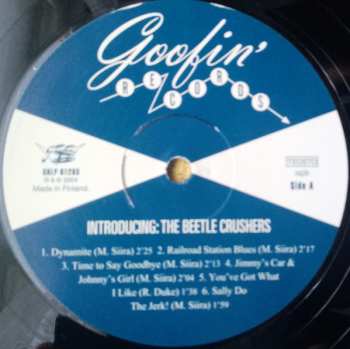 Goofin'
RECORDS
Side A
Made in Finland.
INTRODUCING: THE BEETLE CRUSHERS
1. Dynamite (M. Siira) 2'25 2. Railroad Station Blues (M. Siira) 2'17
3. Time to Say Goodbye (M. Siira) 2'13 4. Jimmy's Car &
Johnny's Girl (M. Siira) 2'04 5. You've Got What
I Like (R. Duke) 1'38 6. Sally Do
The Jerk! (M. Siira) 1'59